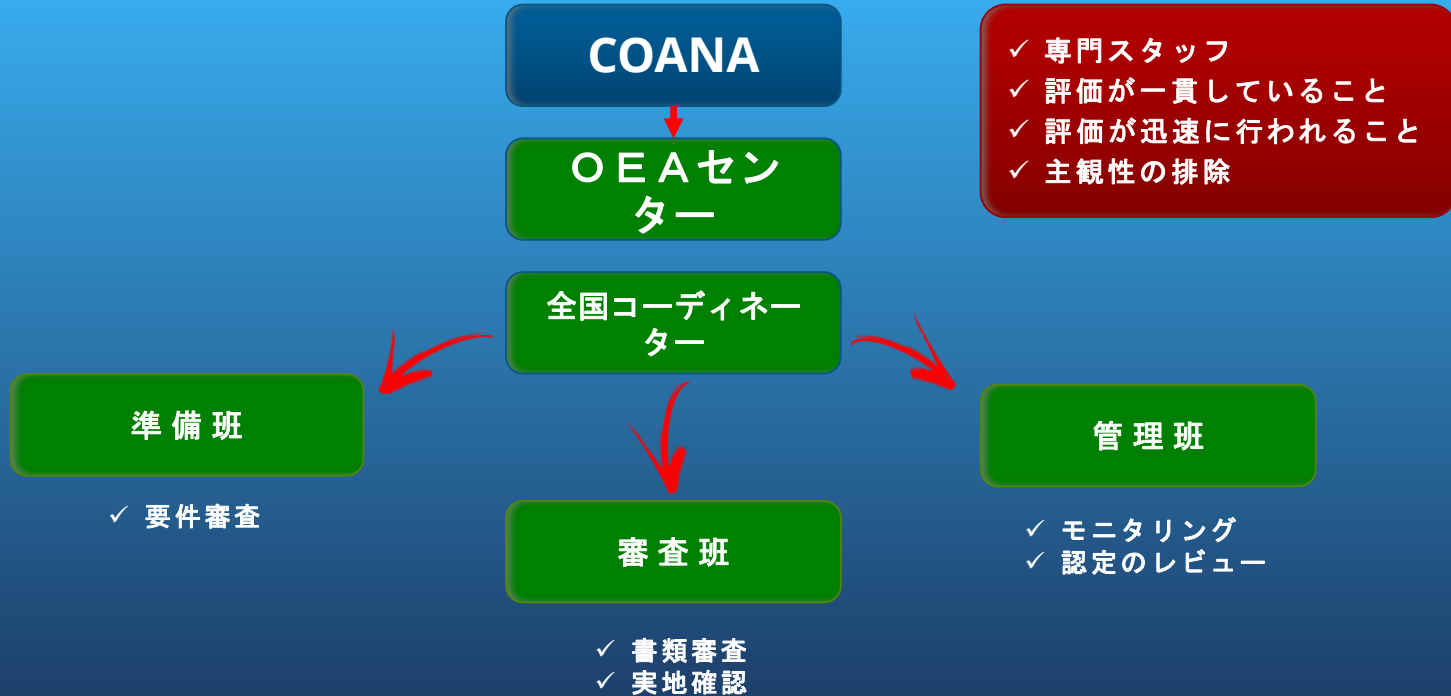 COANA
✓ 専門スタッフ
✓ 評価が一貫していること
✓ 評価が迅速に行われること
✓ 主観性の排除
ＯＥＡセン
ター
全国コーディネー
ター
準備班
✓ 要件審査
審査班
✓ 書類審査
✓ 実地確認
管理班
✓ モニタリング
✓ 認定のレビュー